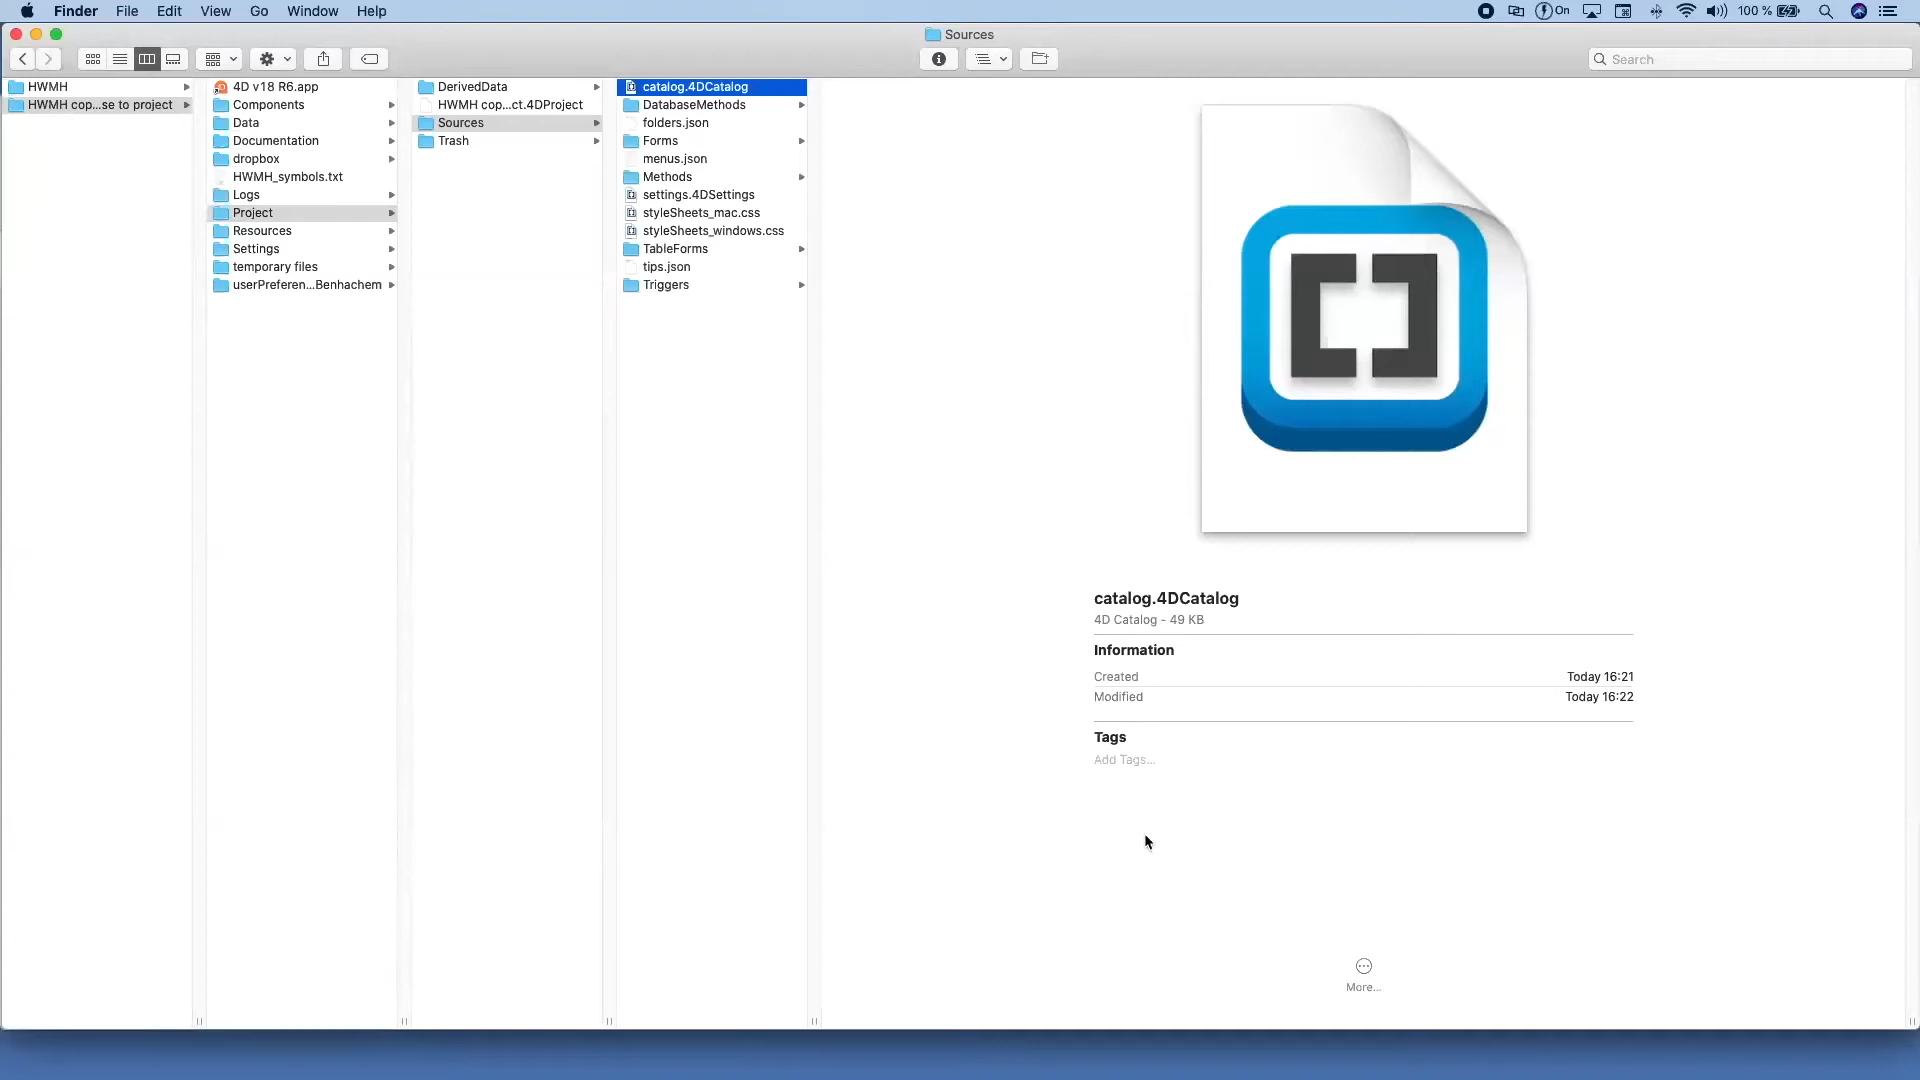 Finder File Edit View Go Window Help
On 100 %
Sources
Search
HWMH
HWMH cop...se to project
4D v18 R6.app
Components
Data
Documentation
dropbox
HWMH_symbols.txt
Logs
Project
Resources
Settings
temporary files
userPreferen...Benhachem
DerivedData
HWMH cop...ct.4DProject
Sources
Trash
catalog.4DCatalog
DatabaseMethods
folders.json
Forms
menus.json
Methods
settings.4DSettings
styleSheets_mac.css
styleSheets_windows.css
TableForms
tips.json
Triggers
catalog.4DCatalog
4D Catalog - 49 KB
Information
Created Today 16:21
Modified Today 16:22
Tags
Add Tags...
More...